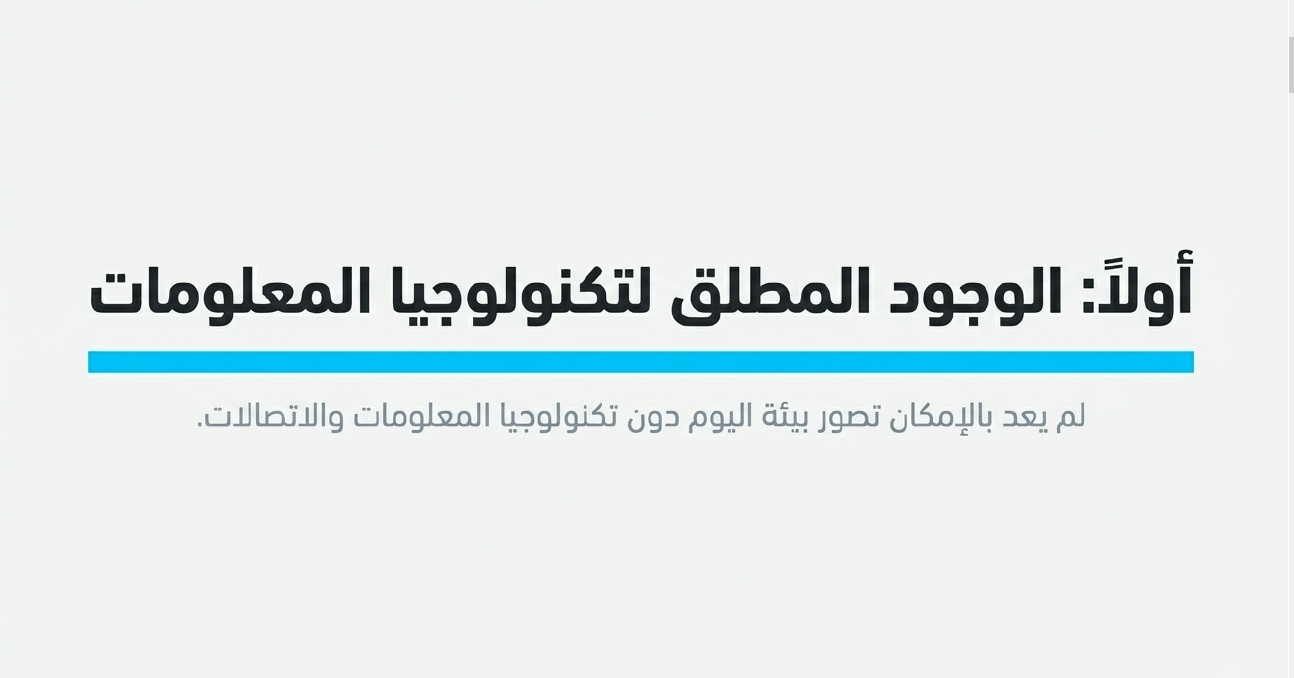 أولاً: الوجود المطلق لتكنولوجيا المعلومات
لم يعد بالإمكان تصور بيئة اليوم دون تكنولوجيا المعلومات والاتصالات.